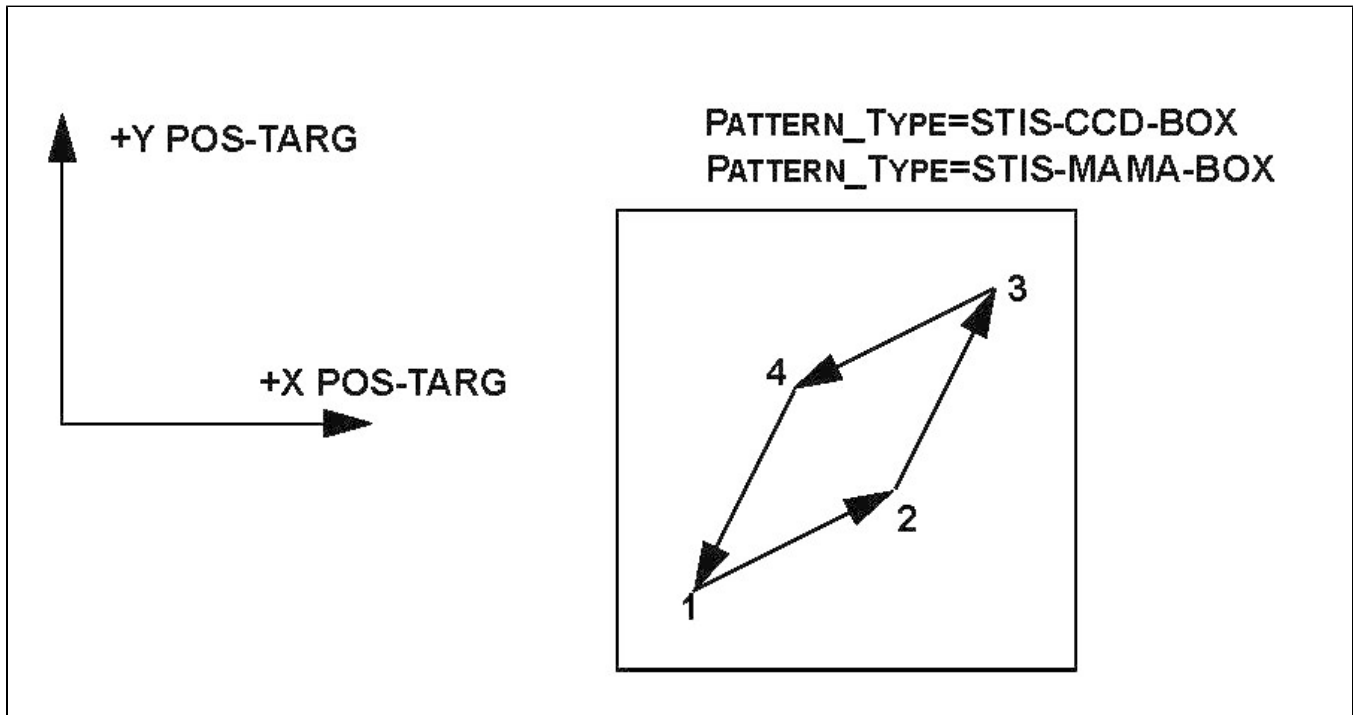 +Y POS-TARG
PATTERN_TYPE=STIS-CCD-BOX
PATTERN_TYPE=STIS-MAMA-BOX
3
4
+X POS-TARG
2
1